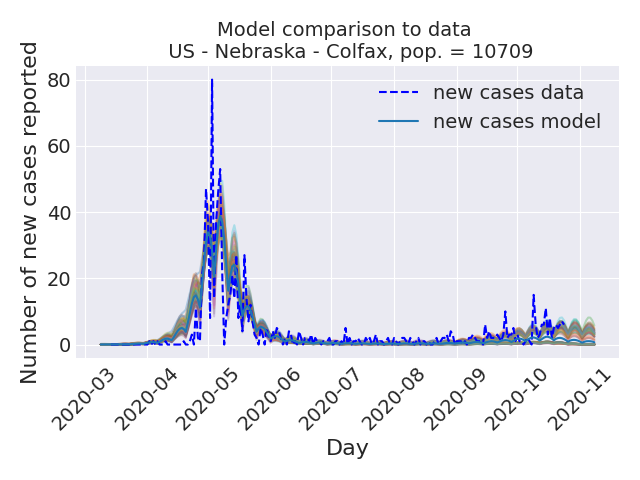 Model comparison to data
US - Nebraska - Colfax, pop. = 10709
Number of new cases reported
80
60
40
20
0
new cases data
new cases model
2020-03
2020-04
2020-05
2020-06
2020-07
2020-08
2020-09
2020-10
2020-11
Day